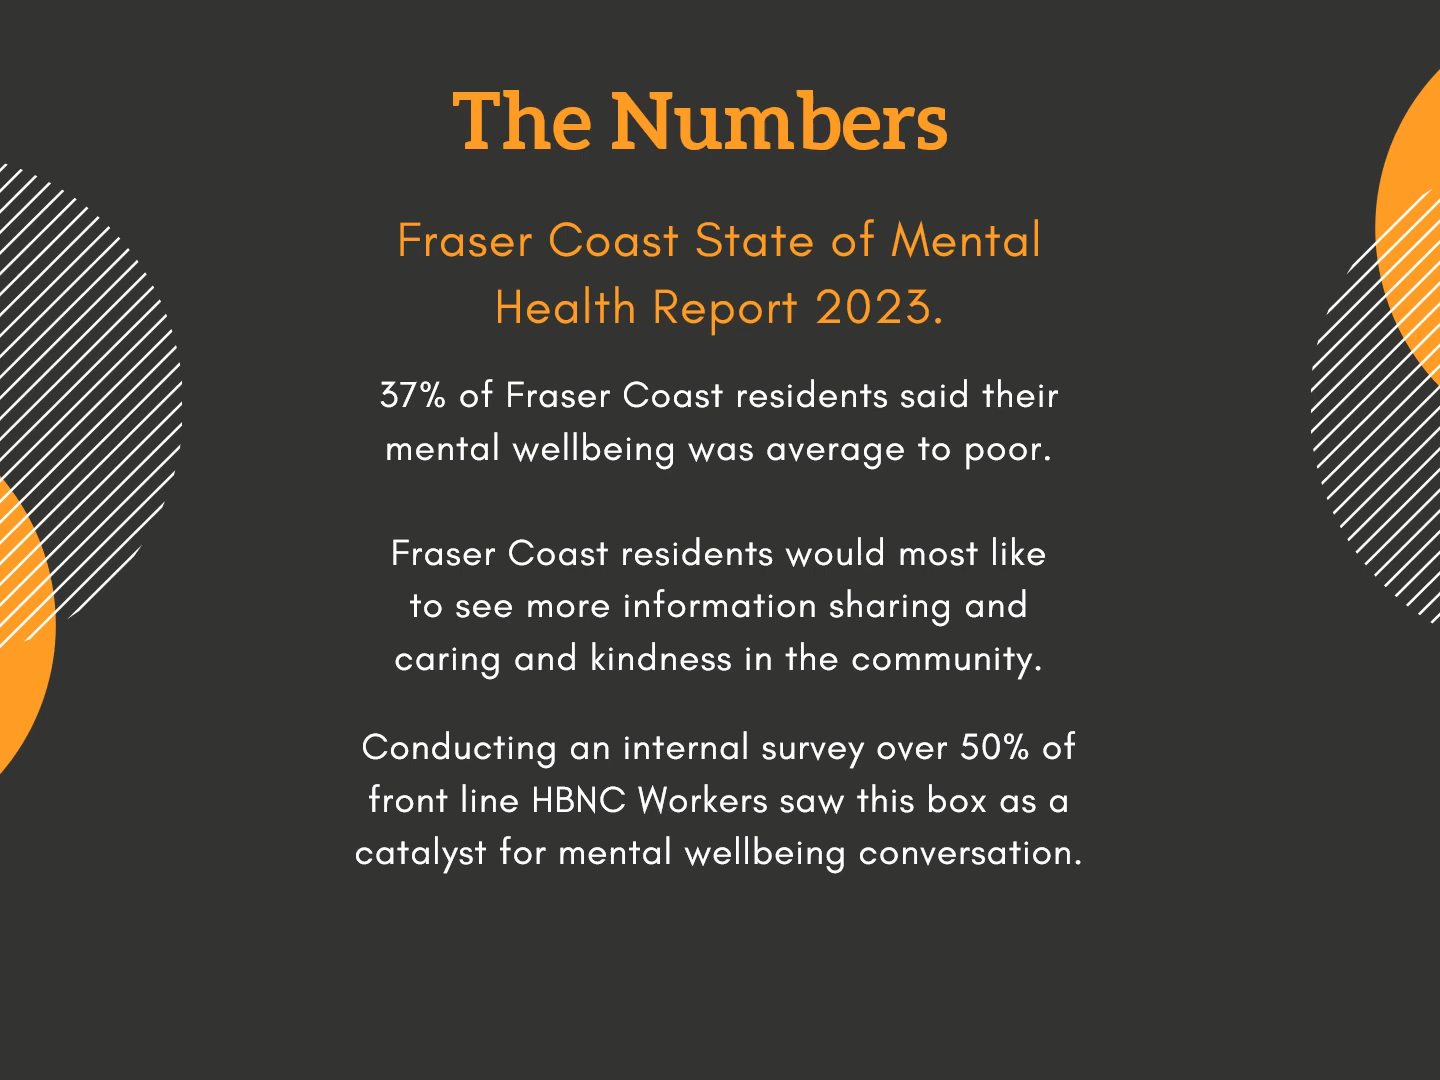 The Numbers
Fraser Coast State of Mental
Health Report 2023.
37% of Fraser Coast residents said their
mental wellbeing was average to poor.
Fraser Coast residents would most like
to see more information sharing and
caring and kindness in the community.
Conducting an internal survey over 50% of
front line HBNC Workers saw this box as a
catalyst for mental wellbeing conversation.